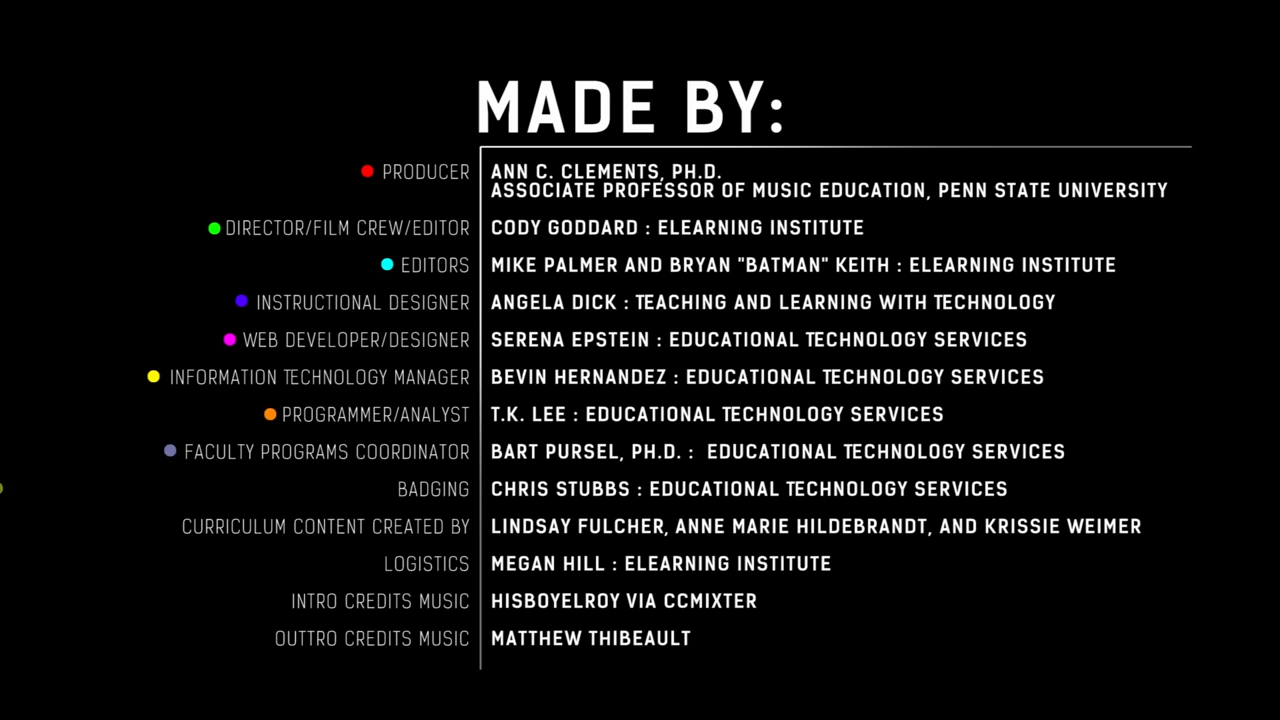 MADE BY:
PRODUCER ANN C. CLEMENTS, PH.D.
ASSOCIATE PROFESSOR OF MUSIC EDUCATION, PENN STATE UNIVERSITY
DIRECTOR/FILM CREW/EDITOR CODY GODDARD : ELEARNING INSTITUTE
EDITORS MIKE PALMER AND BRYAN "BATMAN" KEITH : ELEARNING INSTITUTE
INSTRUCTIONAL DESIGNER ANGELA DICK : TEACHING AND LEARNING WITH TECHNOLOGY
WEB DEVELOPER/DESIGNER SERENA EPSTEIN : EDUCATIONAL TECHNOLOGY SERVICES
INFORMATION TECHNOLOGY MANAGER BEVIN HERNANDEZ : EDUCATIONAL TECHNOLOGY SERVICES
PROGRAMMER/ANALYST T.K. LEE : EDUCATIONAL TECHNOLOGY SERVICES
FACULTY PROGRAMS COORDINATOR BART PURSEL, PH.D. : EDUCATIONAL TECHNOLOGY SERVICES
BADGING CHRIS STUBBS : EDUCATIONAL TECHNOLOGY SERVICES
CURRICULUM CONTENT CREATED BY LINDSAY FULCHER, ANNE MARIE HILDEBRANDT, AND KRISSIE WEIMER
LOGISTICS MEGAN HILL : ELEARNING INSTITUTE
INTRO CREDITS MUSIC HISBOYELROY VIA CCMIXTER
OUTTRO CREDITS MUSIC MATTHEW THIBEAULT